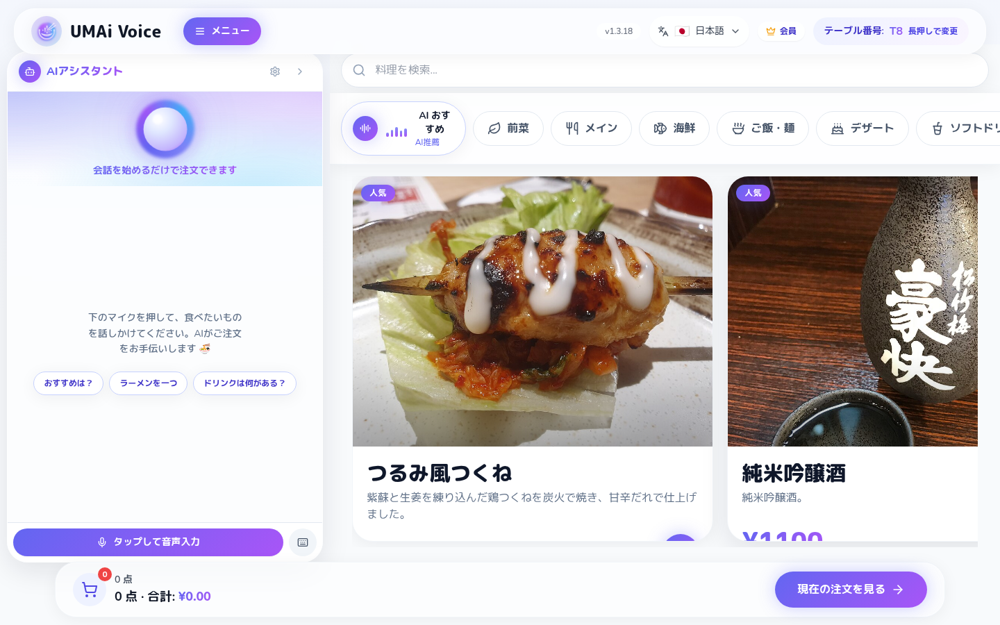 UMAi Voice
メニュー
v1.3.18
日本語
会員
テーブル番号: T8 長押しで変更
AIアシスタント
料理を検索...
会話を始めるだけで注文できます
AI おす
すめ
AI推薦
前菜
メイン
海鮮
ご飯・麺
デザート
ソフトドリ
人気
人気
松竹梅
豪快
下のマイクを押して、食べたいもの
を話しかけてください。AIがご注文
をお手伝いします 🍜
おすすめは？
ラーメンを一つ
ドリンクは何がある？
つるみ風つくね
紫蘇と生姜を練り込んだ鶏つくねを炭火で焼き、甘辛だれで仕上げ
ました。
純米吟醸酒
純米吟醸酒。
¥1100
タップして音声入力
0
0 点
0 点 · 合計: ¥0.00
現在の注文を見る